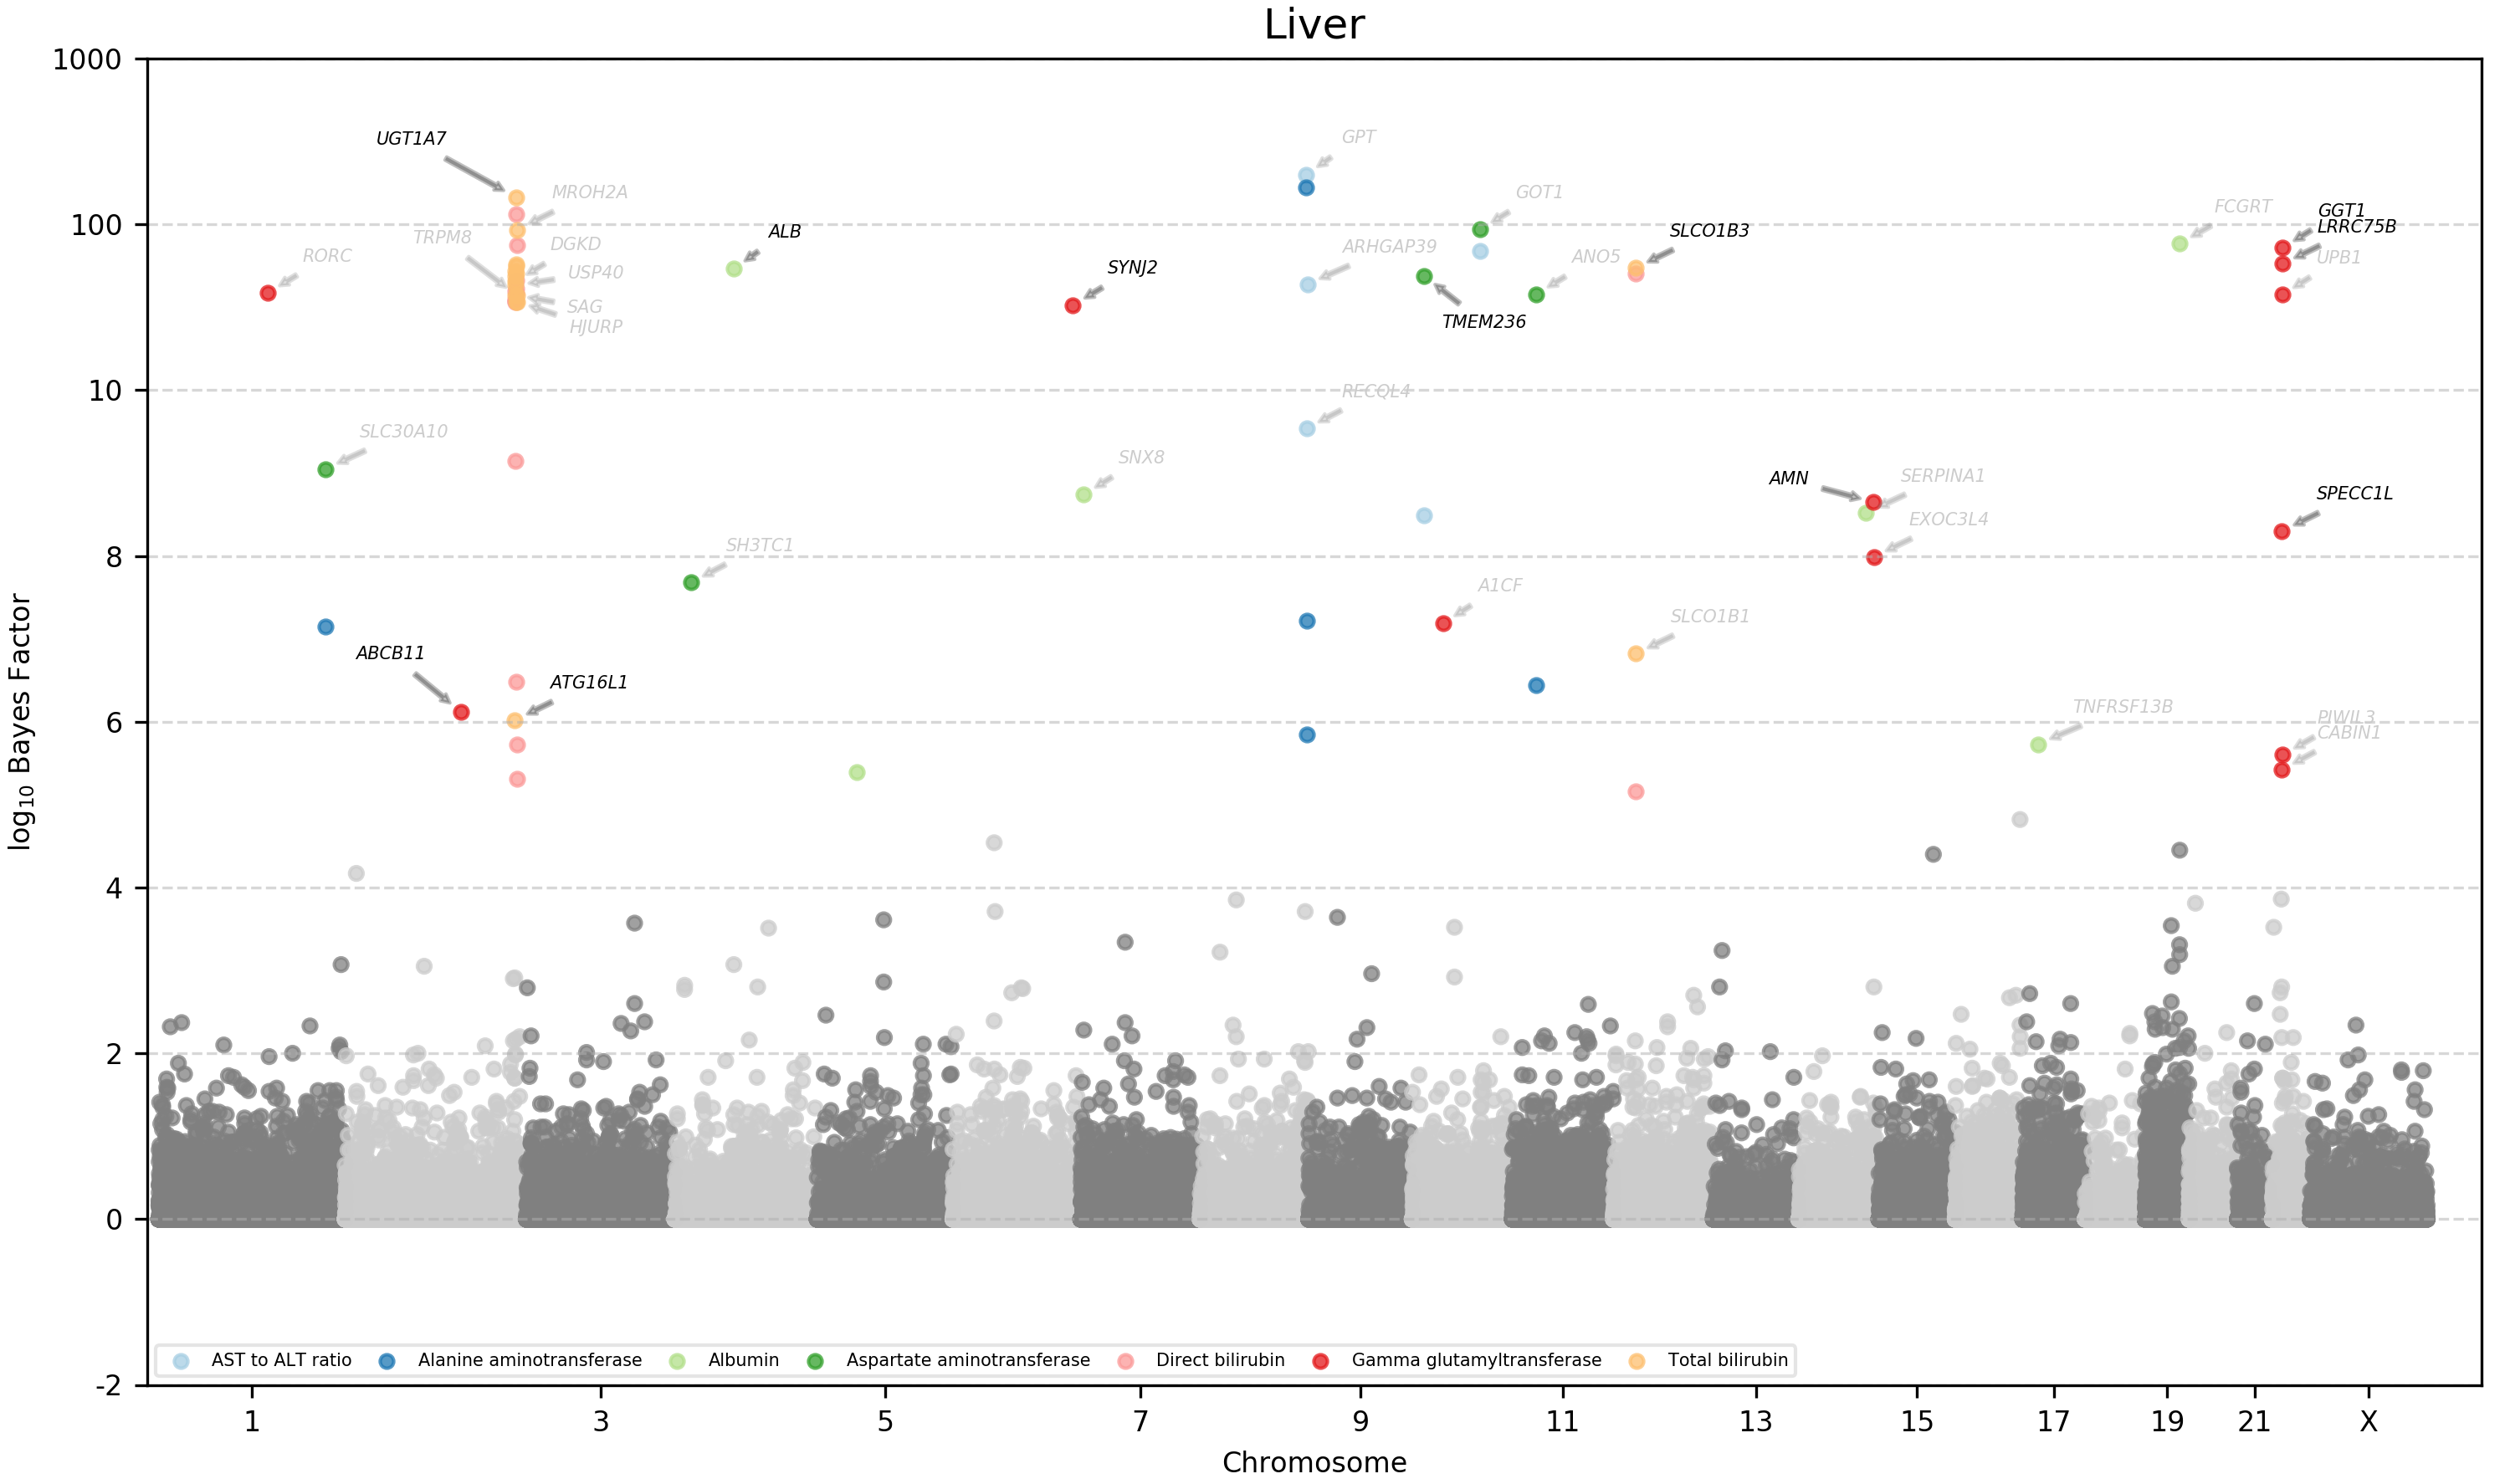 Liver
1000
100
10
8
6
4
2
0
-2
log10 Bayes Factor
UGT1A7
MROH2A
TRPM8
DGKD
USP40
SAG
HJURP
RORC
ALB
SYNJ2
GPT
GOT1
ARHGAP39
ANO5
SLCO1B3
TMEM236
FCGRT
GGT1
LRRC75B
UPB1
RECQL4
SLC30A10
SNX8
SH3TC1
AMN
SERPINA1
EXOC3L4
SPECC1L
A1CF
SLCO1B1
ABCB11
ATG16L1
TNFRSF13B
PIWIL3
CABIN1
AST to ALT ratio Alanine aminotransferase Albumin Aspartate aminotransferase Direct bilirubin Gamma glutamyltransferase Total bilirubin
1 3 5 7 9 11 13 15 17 19 21 X
Chromosome